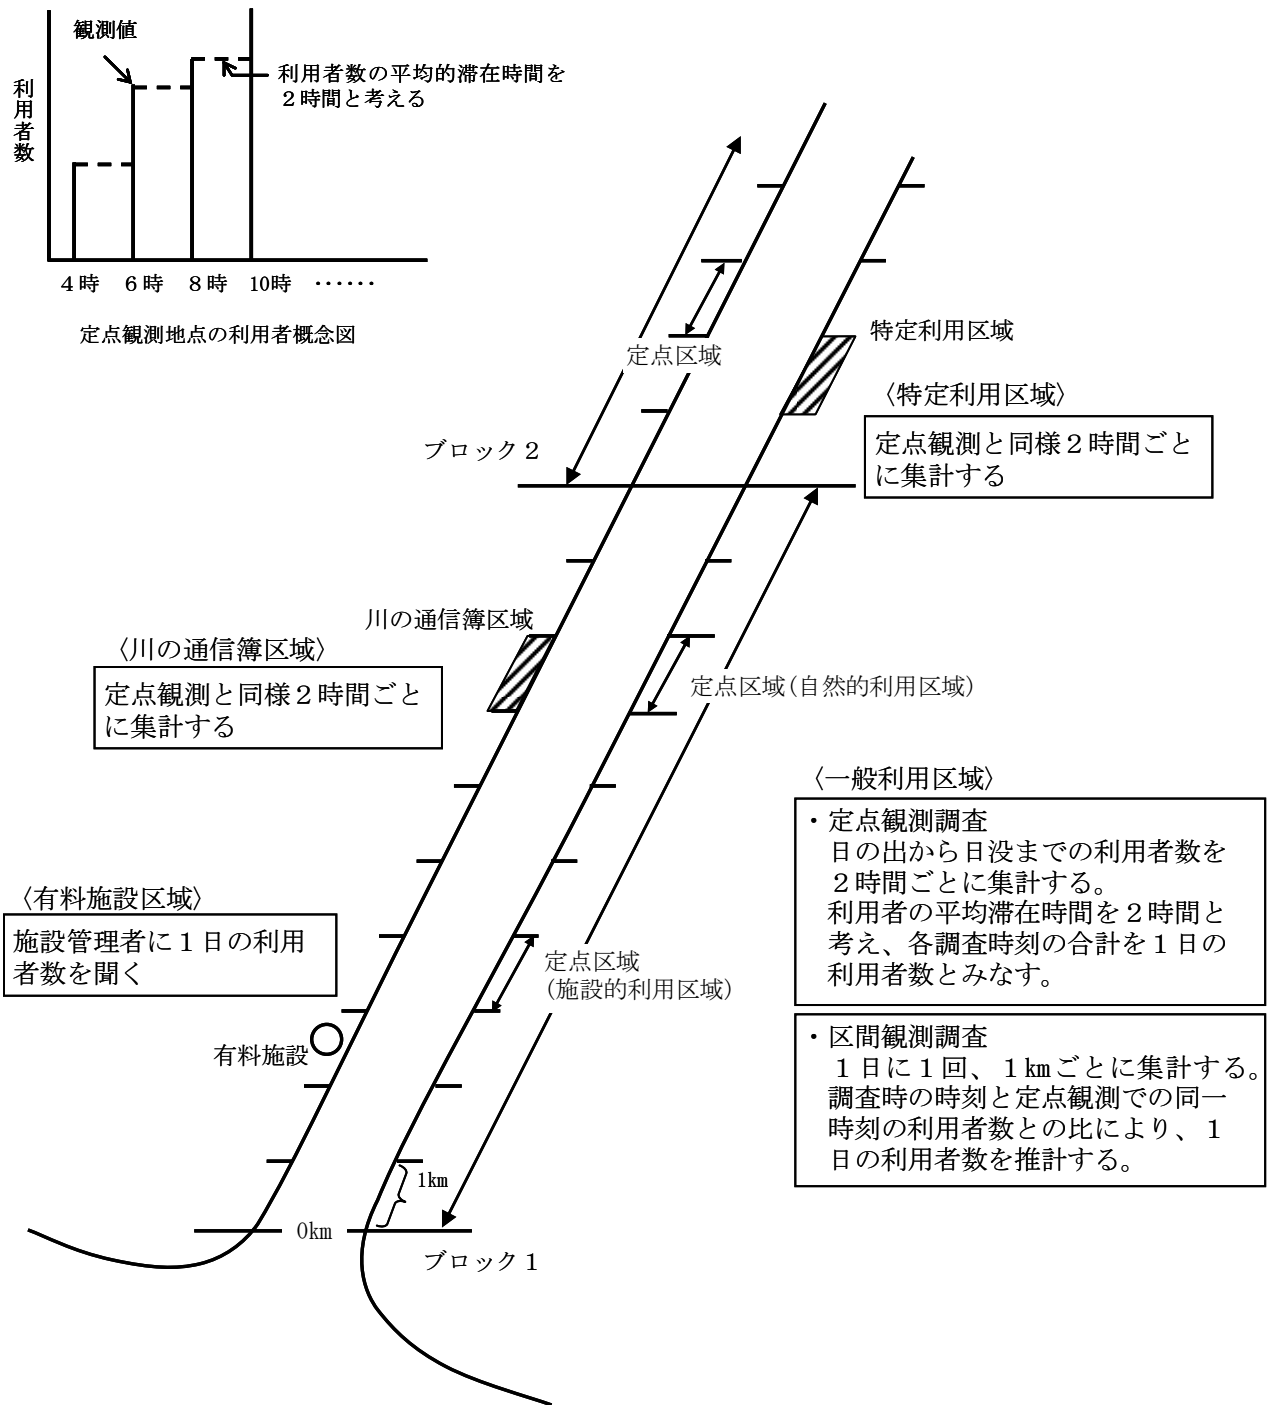 観測値
利用者数の平均的滞在時間を
２時間と考える
利用者数
４時　６時　８時　10時　……
定点観測地点の利用者概念図
定点区域
特定利用区域
〈特定利用区域〉
定点観測と同様２時間ごと
に集計する
ブロック２
川の通信簿区域
〈川の通信簿区域〉
定点観測と同様２時間ごと
に集計する
定点区域(自然的利用区域)
〈一般利用区域〉
・定点観測調査
日の出から日没までの利用者数を
２時間ごとに集計する。
利用者の平均滞在時間を２時間と
考え、各調査時刻の合計を１日の
利用者数とみなす。
〈有料施設区域〉
施設管理者に１日の利用
者数を聞く
定点区域
(施設的利用区域)
有料施設
・区間観測調査
１日に１回、１㎞ごとに集計する。
調査時の時刻と定点観測での同一
時刻の利用者数との比により、１
日の利用者数を推計する。
1km
0km
ブロック１